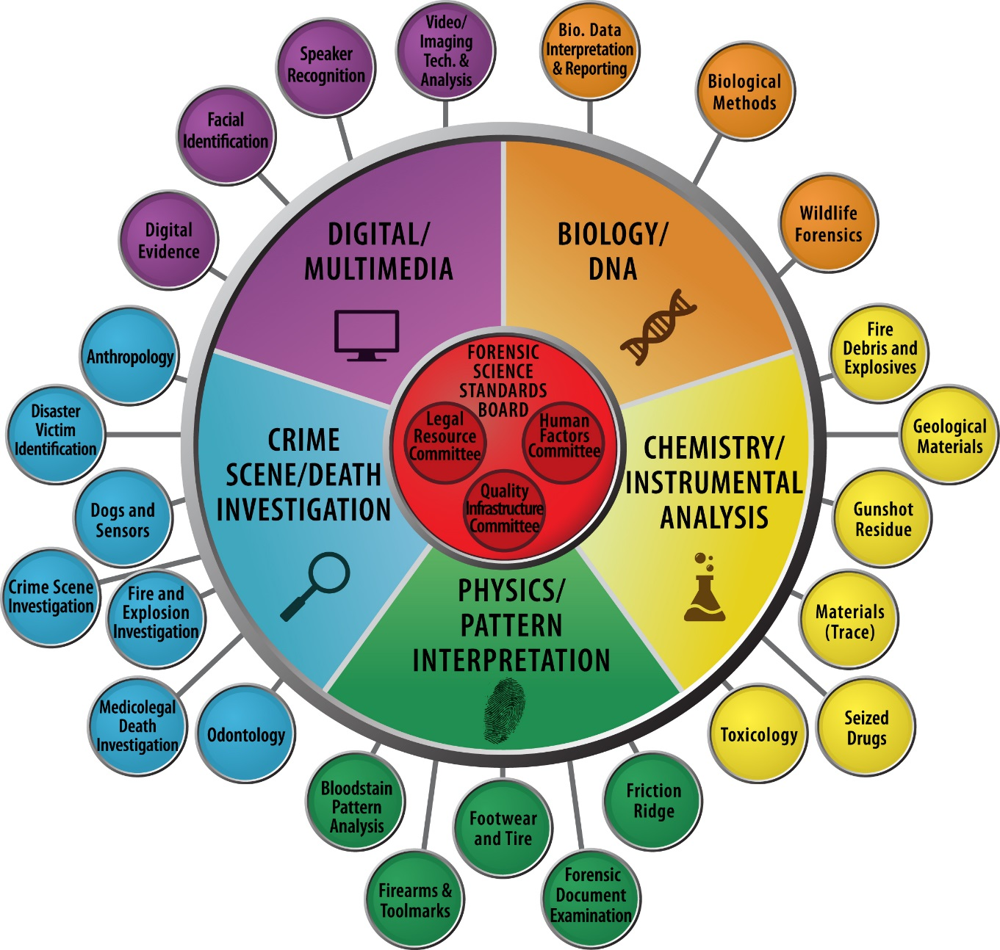 Video/
Imaging
Tech. &
Analysis
Bio. Data
Interpretation
& Reporting
Speaker
Recognition
Biological
Methods
Facial
Identification
Wildlife
Forensics
Digital
Evidence
DIGITAL/
MULTIMEDIA
BIOLOGY/
DNA
Anthropology
Fire
Debris and
Explosives
FORENSIC
SCIENCE
STANDARDS
BOARD
Legal
Resource
Committee
Human
Factors
Committee
Quality
Infrastructure
Committee
Disaster
Victim
Identification
CRIME
SCENE/DEATH
INVESTIGATION
CHEMISTRY/
INSTRUMENTAL
ANALYSIS
Geological
Materials
Dogs and
Sensors
Gunshot
Residue
Crime Scene
Investigation
Fire and
Explosion
Investigation
PHYSICS/
PATTERN
INTERPRETATION
Materials
(Trace)
Medicolegal
Death
Investigation
Odontology
Toxicology
Seized
Drugs
Bloodstain
Pattern
Analysis
Footwear
and Tire
Friction
Ridge
Firearms &
Toolmarks
Forensic
Document
Examination